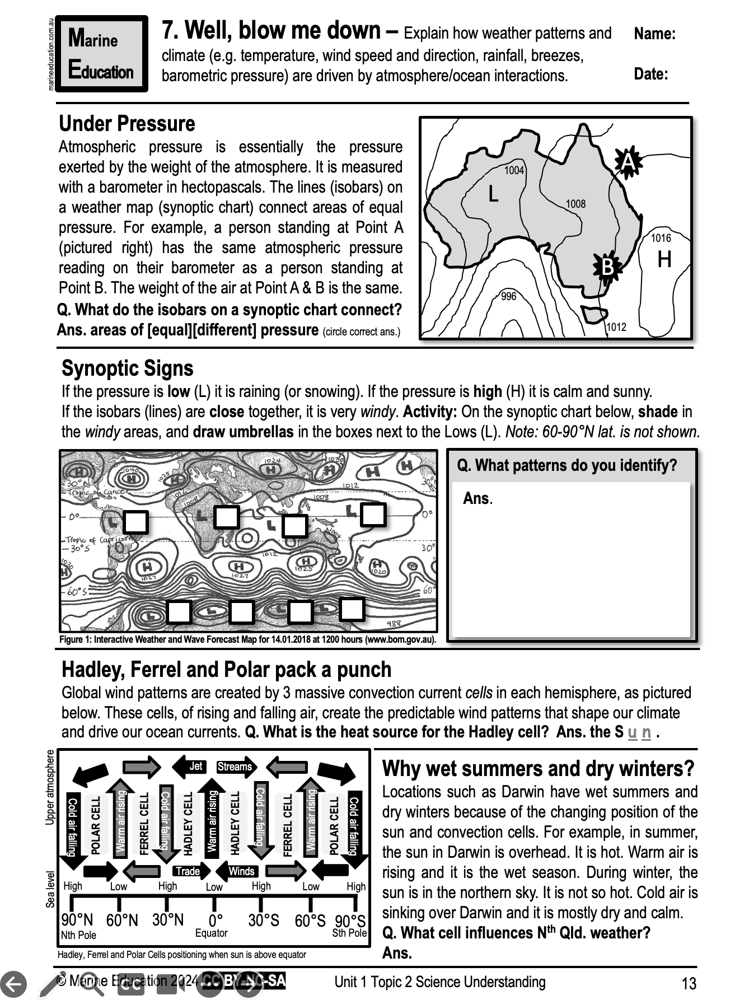 marineeducation.com.au
Marine
Education
7. Well, blow me down – Explain how weather patterns and
climate (e.g. temperature, wind speed and direction, rainfall, breezes,
barometric pressure) are driven by atmosphere/ocean interactions.
Name:
Date:
Under Pressure
Atmospheric pressure is essentially the pressure
exerted by the weight of the atmosphere. It is measured
with a barometer in hectopascals. The lines (isobars) on
a weather map (synoptic chart) connect areas of equal
pressure. For example, a person standing at Point A
(pictured right) has the same atmospheric pressure
reading on their barometer as a person standing at
Point B. The weight of the air at Point A & B is the same.
Q. What do the isobars on a synoptic chart connect?
Ans. areas of [equal][different] pressure (circle correct ans.)
A
1004
L
1008
1016
H
B
996
1012
Synoptic Signs
If the pressure is low (L) it is raining (or snowing). If the pressure is high (H) it is calm and sunny.
If the isobars (lines) are close together, it is very windy. Activity: On the synoptic chart below, shade in
the windy areas, and draw umbrellas in the boxes next to the Lows (L). Note: 60-90°N lat. is not shown.
H 1040 H 1025 H 1024 H 1030 H H H
30°N 30°N
Tropic of Cancer
1012 1008 1012 1008
0° L L L L 0°
Tropic of Capricorn
1004
30°S 30°
1012
1020 H H 1027 H 1027 H 1025 H 1020 H
60°S 60°
L L L L
988
Figure 1: Interactive Weather and Wave Forecast Map for 14.01.2018 at 1200 hours (www.bom.gov.au).
Q. What patterns do you identify?
Ans.
Hadley, Ferrel and Polar pack a punch
Global wind patterns are created by 3 massive convection current cells in each hemisphere, as pictured
below. These cells, of rising and falling air, create the predictable wind patterns that shape our climate
and drive our ocean currents. Q. What is the heat source for the Hadley cell? Ans. the S u n .
Upper atmosphere
Sea level
Jet Streams
Cold air falling
POLAR CELL
Warm air rising
FERREL CELL
Cold air falling
HADLEY CELL
Warm air rising
HADLEY CELL
Cold air falling
FERREL CELL
Warm air rising
POLAR CELL
Cold air falling
Trade Winds
High Low High Low High Low High
90°N 60°N 30°N 0° 30°S 60°S 90°S
Nth Pole Equator Sth Pole
Hadley, Ferrel and Polar Cells positioning when sun is above equator
Why wet summers and dry winters?
Locations such as Darwin have wet summers and
dry winters because of the changing position of the
sun and convection cells. For example, in summer,
the sun in Darwin is overhead. It is hot. Warm air is
rising and it is the wet season. During winter, the
sun is in the northern sky. It is not so hot. Cold air is
sinking over Darwin and it is mostly dry and calm.
Q. What cell influences Nth Qld. weather?
Ans.
© Marine Education 2024 CC BY-NC-SA
CC
Unit 1 Topic 2 Science Understanding
13